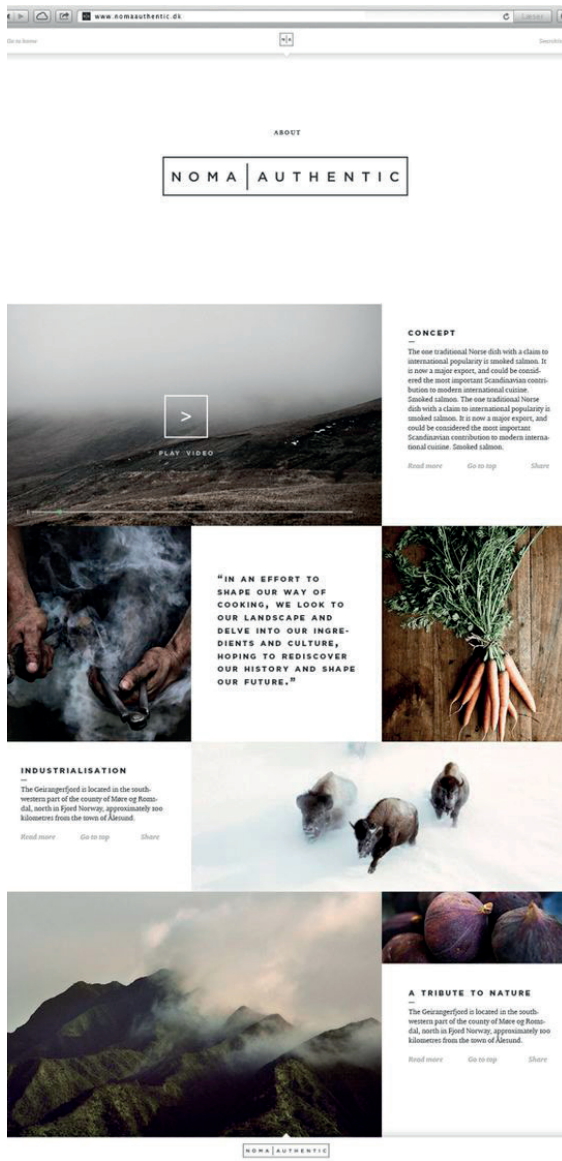 www.nomaauthentic.dk
Læser
Go to home
Search
ABOUT
NOMA | AUTHENTIC
CONCEPT
The one traditional Norse dish with a claim to
international popularity is smoked salmon. It
is now a major export, and could be consid-
ered the most important Scandinavian contri-
bution to modern international cuisine.
Smoked salmon. The one traditional Norse
dish with a claim to international popularity is
smoked salmon. It is now a major export, and
could be considered the most important
Scandinavian contribution to modern interna-
tional cuisine. Smoked salmon.
Read more Go to top Share
>
PLAY VIDEO
“IN AN EFFORT TO
SHAPE OUR WAY OF
COOKING, WE LOOK TO
OUR LANDSCAPE AND
DELVE INTO OUR INGRE-
DIENTS AND CULTURE,
HOPING TO REDISCOVER
OUR HISTORY AND SHAPE
OUR FUTURE.”
INDUSTRIALISATION
The Geirangerfjord is located in the south-
western part of the county of Møre og Roms-
dal, north in Fjord Norway, approximately 100
kilometres from the town of Ålesund.
Read more Go to top Share
A TRIBUTE TO NATURE
The Geirangerfjord is located in the south-
western part of the county of Møre og Roms-
dal, north in Fjord Norway, approximately 100
kilometres from the town of Ålesund.
Read more Go to top Share
NOMA | AUTHENTIC